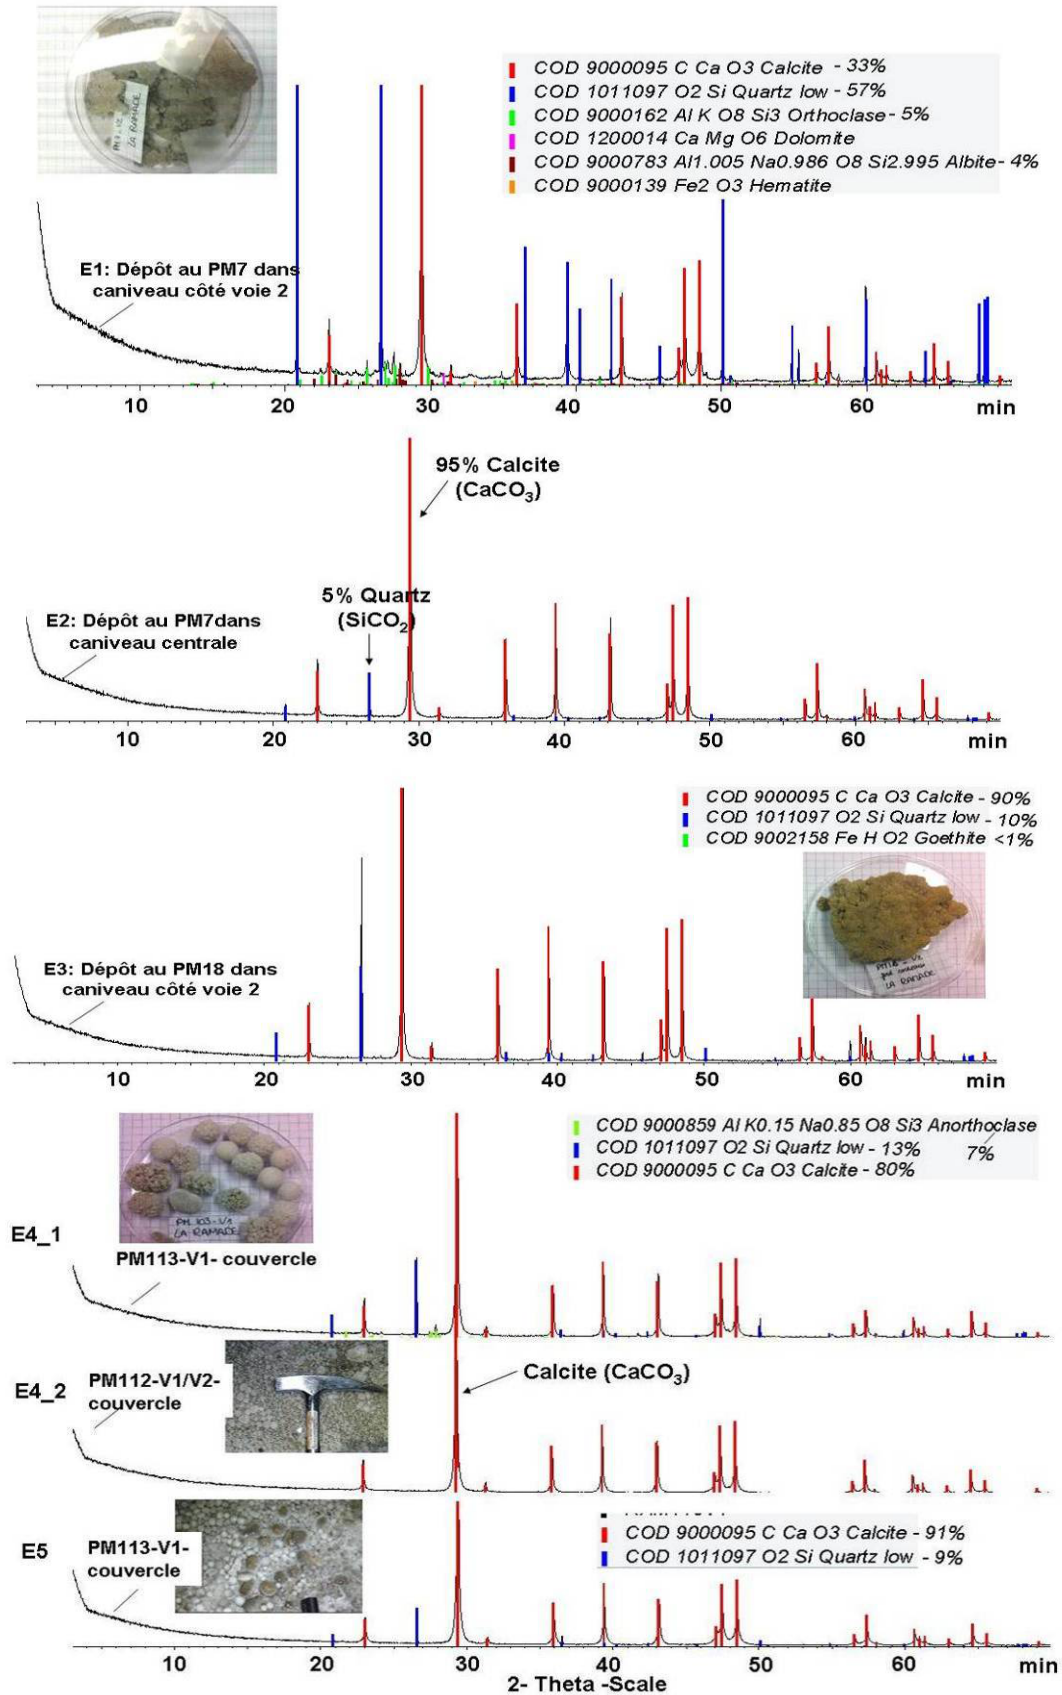 COD 9000095 C Ca O3 Calcite - 33%
COD 1011097 O2 Si Quartz low - 57%
COD 9000162 Al K O8 Si3 Orthoclase - 5%
COD 1200014 Ca Mg O6 Dolomite
COD 9000783 Al1.005 Na0.986 O8 Si2.995 Albite - 4%
COD 9000139 Fe2 O3 Hematite
LA RAMADE
E1: Dépôt au PM7 dans
caniveau côté voie 2
10 20 30 40 50 60 min
95% Calcite
(CaCO3)
5% Quartz
(SiCO2)
E2: Dépôt au PM7dans
caniveau centrale
10 20 30 40 50 60 min
COD 9000095 C Ca O3 Calcite - 90%
COD 1011097 O2 Si Quartz low - 10%
COD 9002158 Fe H O2 Goethite <1%
LA RAMADE
E3: Dépôt au PM18 dans
caniveau côté voie 2
10 20 30 40 50 60 min
COD 9000859 Al K0.15 Na0.85 O8 Si3 Anorthoclase
COD 1011097 O2 Si Quartz low - 13% 7%
COD 9000095 C Ca O3 Calcite - 80%
PM 103-V1
LA RAMADE
E4_1
PM113-V1- couvercle
E4_2
PM112-V1/V2-
couvercle
Calcite (CaCO3)
COD 9000095 C Ca O3 Calcite - 91%
COD 1011097 O2 Si Quartz low - 9%
E5
PM113-V1-
couvercle
10 20 30 40 60 min
2- Theta -Scale